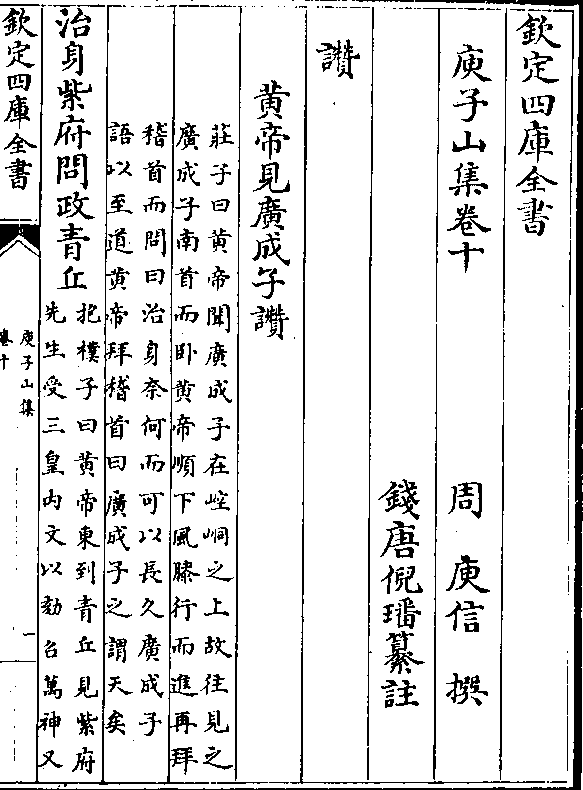 欽定四庫全書
庾子山集卷十
周 庾信 撰
錢唐倪璠纂註
讚
黄帝見廣成子讚
莊子曰黄帝聞廣成子在崆峒之上故往見之
廣成子南首而卧黄帝順下風膝行而進再拜
稽首而問曰治身奈何而可以長久廣成子
語以至道黄帝拜稽首曰廣成子之謂天矣
治身紫府問政青丘
抱樸子曰黄帝東到青丘見紫府
先生受三皇内文以劾召萬神又
欽定四庫全書
庾子山集
卷十
一